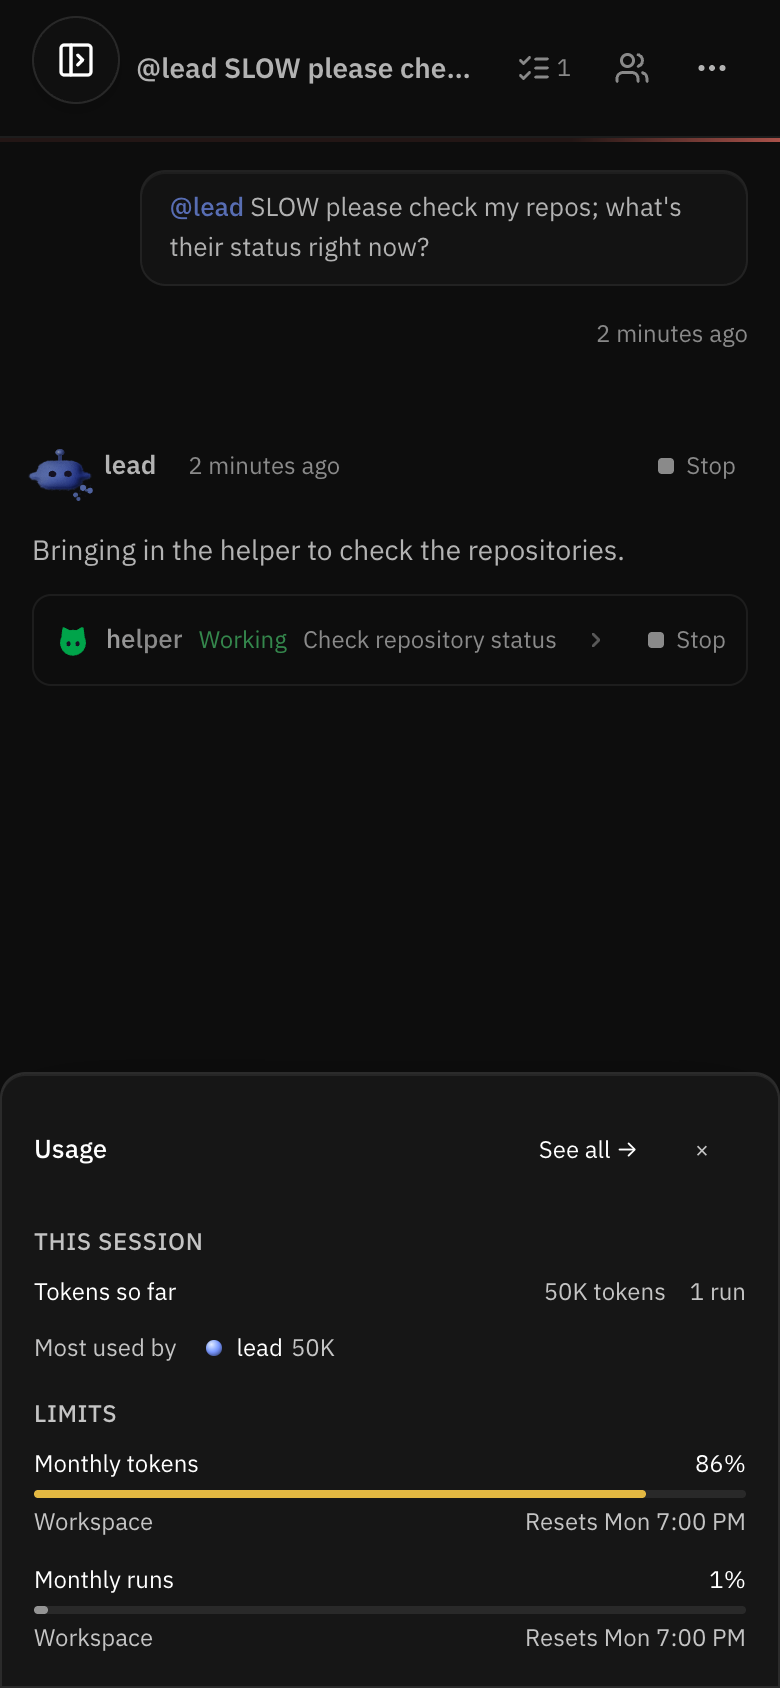 @lead SLOW please che... 1
@lead SLOW please check my repos; what's
their status right now?
2 minutes ago
lead 2 minutes ago Stop
Bringing in the helper to check the repositories.
helper Working Check repository status > Stop
Usage See all → ×
THIS SESSION
Tokens so far 50K tokens 1 run
Most used by lead 50K
LIMITS
Monthly tokens 86%
Workspace Resets Mon 7:00 PM
Monthly runs 1%
Workspace Resets Mon 7:00 PM